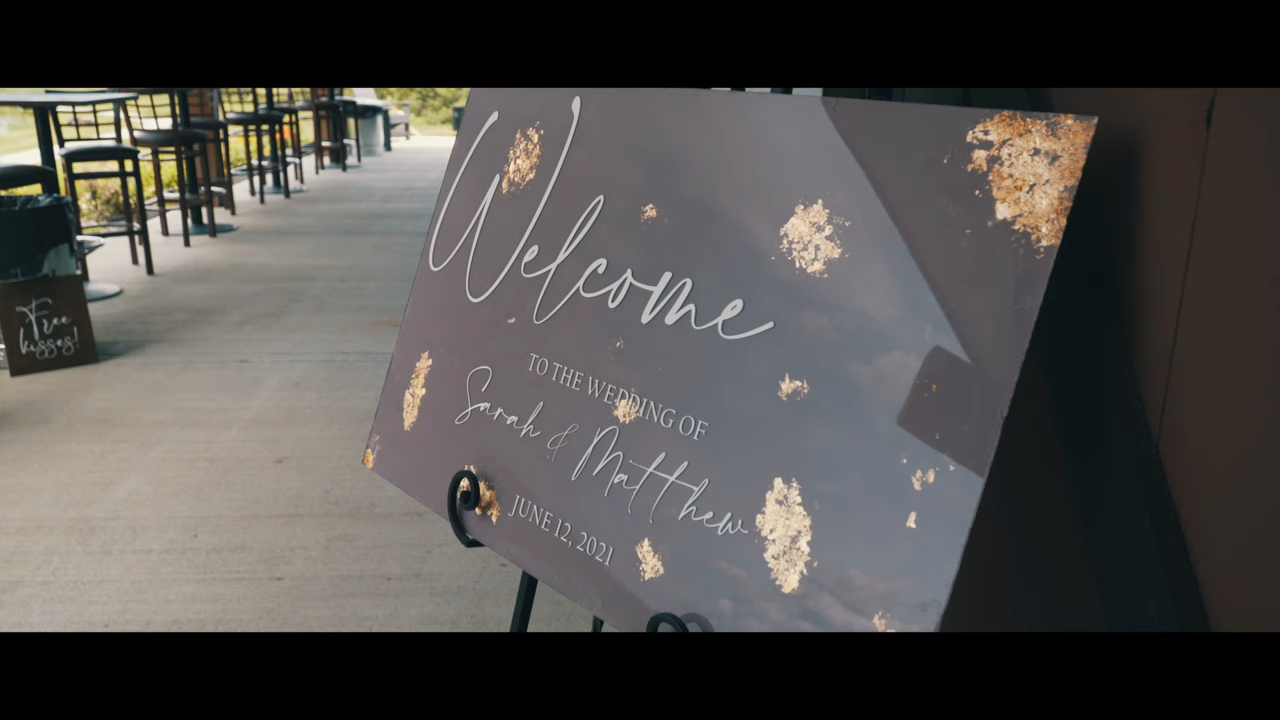 Welcome
TO THE WEDDING OF
Sarah & Matthew
JUNE 12, 2021
Free
kisses!